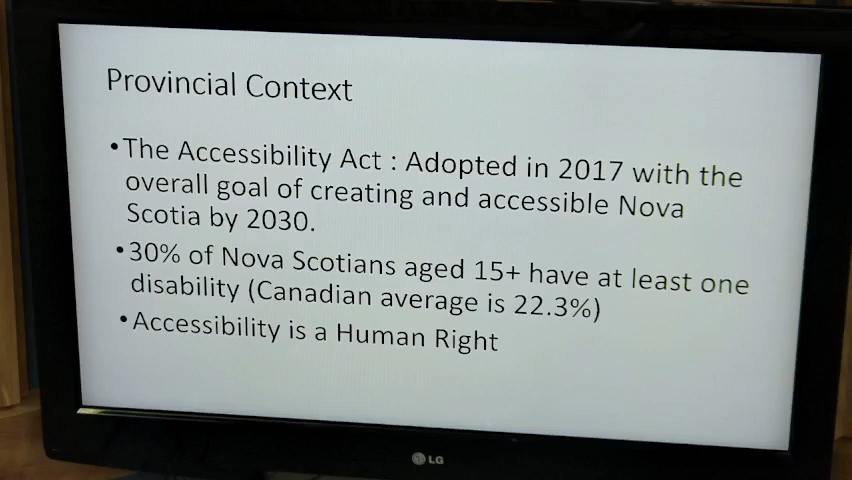 Provincial Context
•The Accessibility Act : Adopted in 2017 with the
overall goal of creating and accessible Nova
Scotia by 2030.
•30% of Nova Scotians aged 15+ have at least one
disability (Canadian average is 22.3%)
•Accessibility is a Human Right
LG